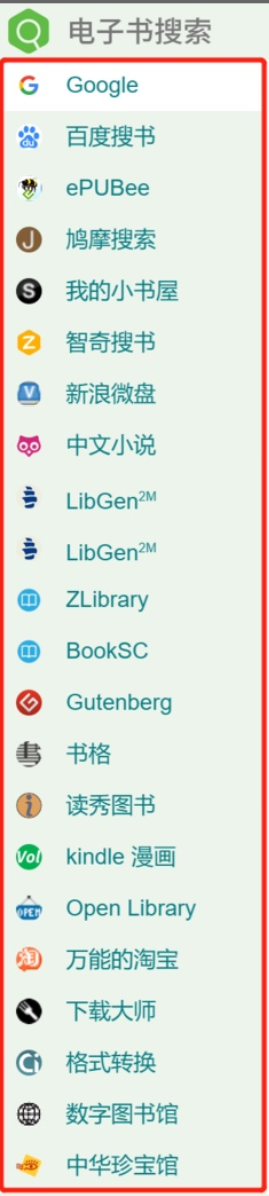 电子书搜索
Google
百度搜书
ePUBee
鸠摩搜索
我的小书屋
智奇搜书
新浪微盘
中文小说
LibGen2M
LibGen2M
ZLibrary
BookSC
Gutenberg
书格
读秀图书
kindle 漫画
Open Library
万能的淘宝
下载大师
格式转换
数字图书馆
中华珍宝馆